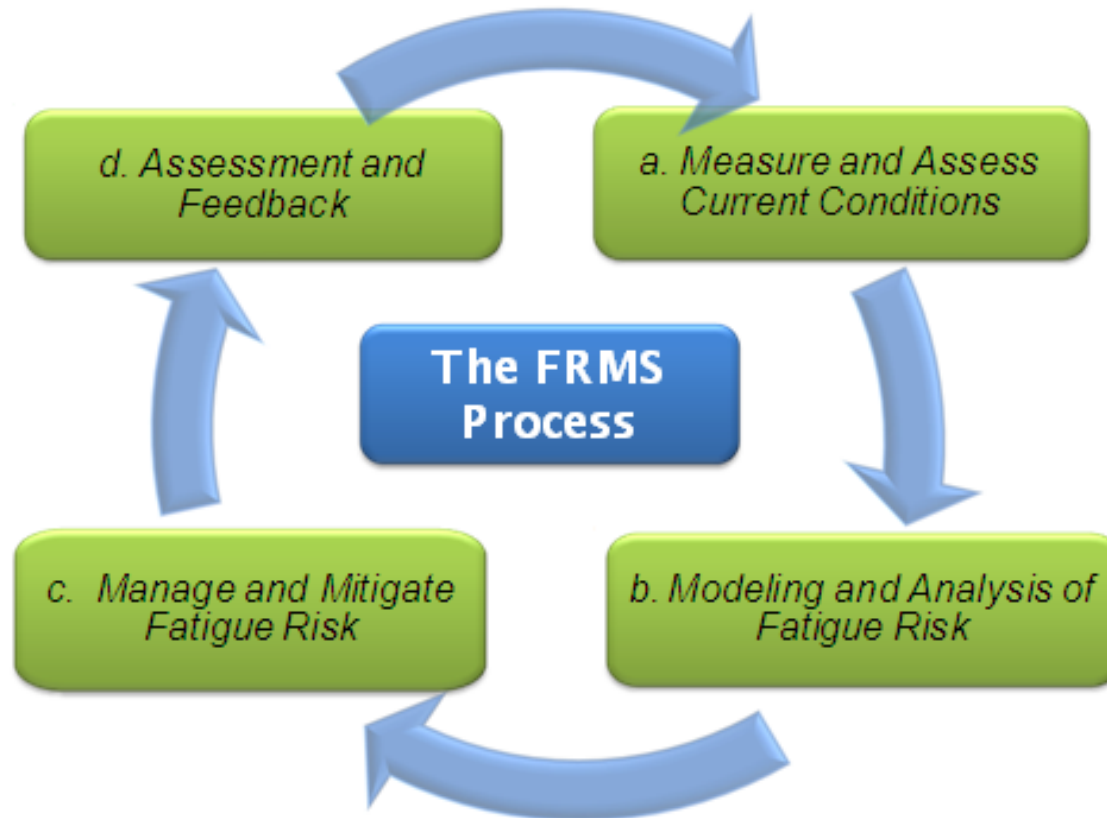 d. Assessment and
Feedback
a. Measure and Assess
Current Conditions
The FRMS
Process
c. Manage and Mitigate
Fatigue Risk
b. Modeling and Analysis of
Fatigue Risk